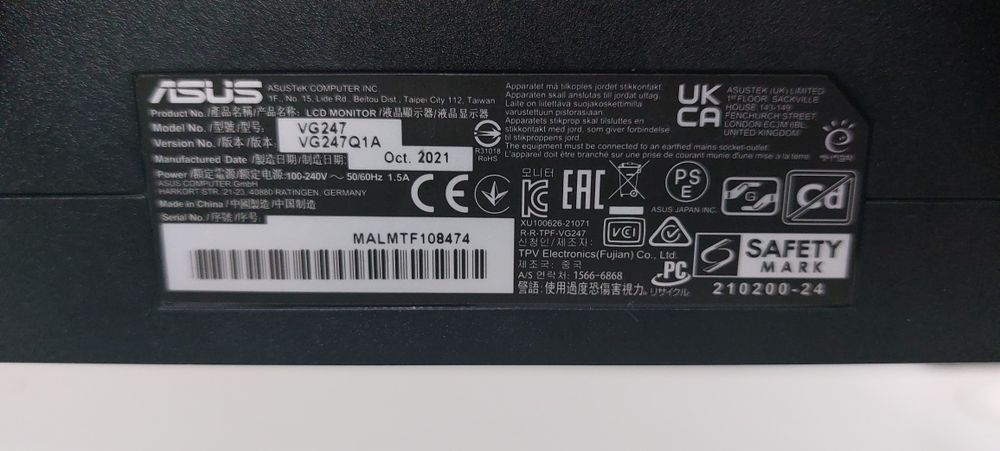 ASUS
ASUSTeK COMPUTER INC.
1F., No. 15, Lide Rd., Beitou Dist., Taipei City 112, Taiwan
Product No./產品名稱/产品名称: LCD MONITOR /液晶顯示器/液晶显示器
Model No./型號/型号: VG247
Version No./版本/版本: VG247Q1A
Manufactured Date /製造日期/制造日期: Oct. 2021
Power /額定電源/额定电源: 100-240V ~ 50/60Hz 1.5A
ASUS COMPUTER GmbH
HARKORT STR. 21-23, 40880 RATINGEN, GERMANY
Made in China /中國製造/中国制造
Serial No./序號/序号:
MALMTF108474
CE
R31018
RoHS
Apparatet må tilkoples jordet stikkontakt.
Apparaten skall anslutas till jordat uttag.
Laite on liitettävä suojakoskettimilla
varustettuun pistorasiaan.
Apparatets stikprop skal tilsluttes en
stikkontakt med jord, som giver forbindelse
til stikproppens jord.
The equipment must be connected to an earthed mains socket-outlet.
L'appareil doit être branché sur une prise de courant munie d'une mise à la terre.
UK
CA
ASUSTEK (UK) LIMITED
1ST FLOOR, SACKVILLE
HOUSE, 143-149
FENCHURCH STREET,
LONDON EC3M 6BL,
UNITED KINGDOM
모니터
EAC
PS
E
ASUS JAPAN INC.
Cd
XU100626-21071
R-R-TPF-VG247
신청인/제조자:
TPV Electronics(Fujian) Co., Ltd.
제조국: 중국
A/S 연락처: 1566-6868
警語: 使用過度恐傷害視力
VCI
PC
リサイクル
SAFETY
MARK
210200-24